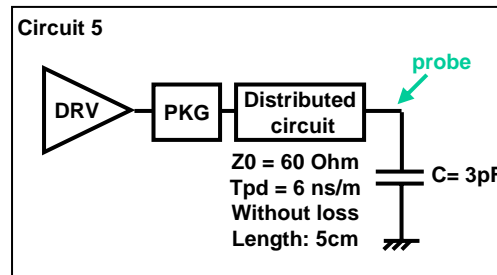 Circuit 5
probe
DRV
PKG
Distributed
circuit
Z0 = 60 Ohm
Tpd = 6 ns/m
Without loss
Length: 5cm
C= 3pF